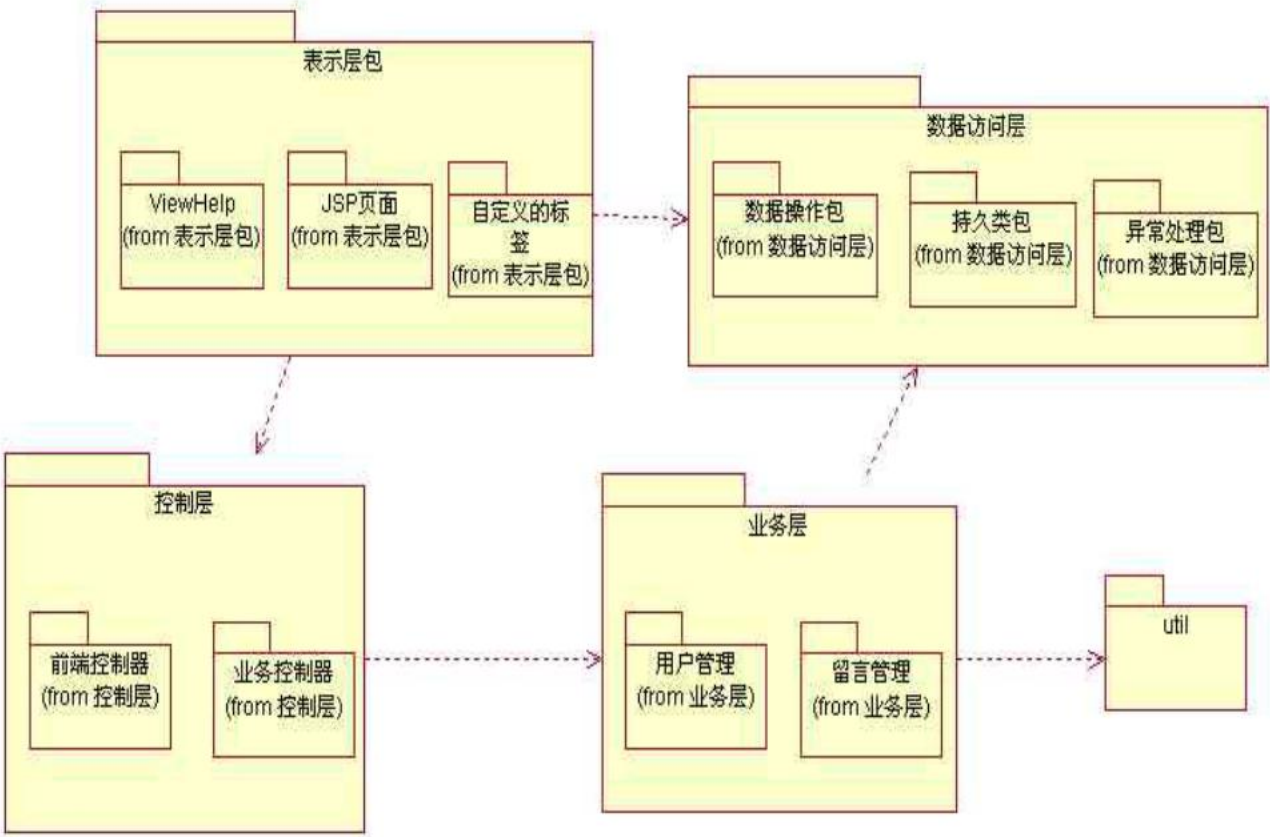 表示层包
ViewHelp
(from 表示层包)
JSP页面
(from 表示层包)
自定义的标
签
(from 表示层包)
数据访问层
数据操作包
(from 数据访问层)
持久类包
(from 数据访问层)
异常处理包
(from 数据访问层)
控制层
前端控制器
(from 控制层)
业务控制器
(from 控制层)
业务层
用户管理
(from 业务层)
留言管理
(from 业务层)
util